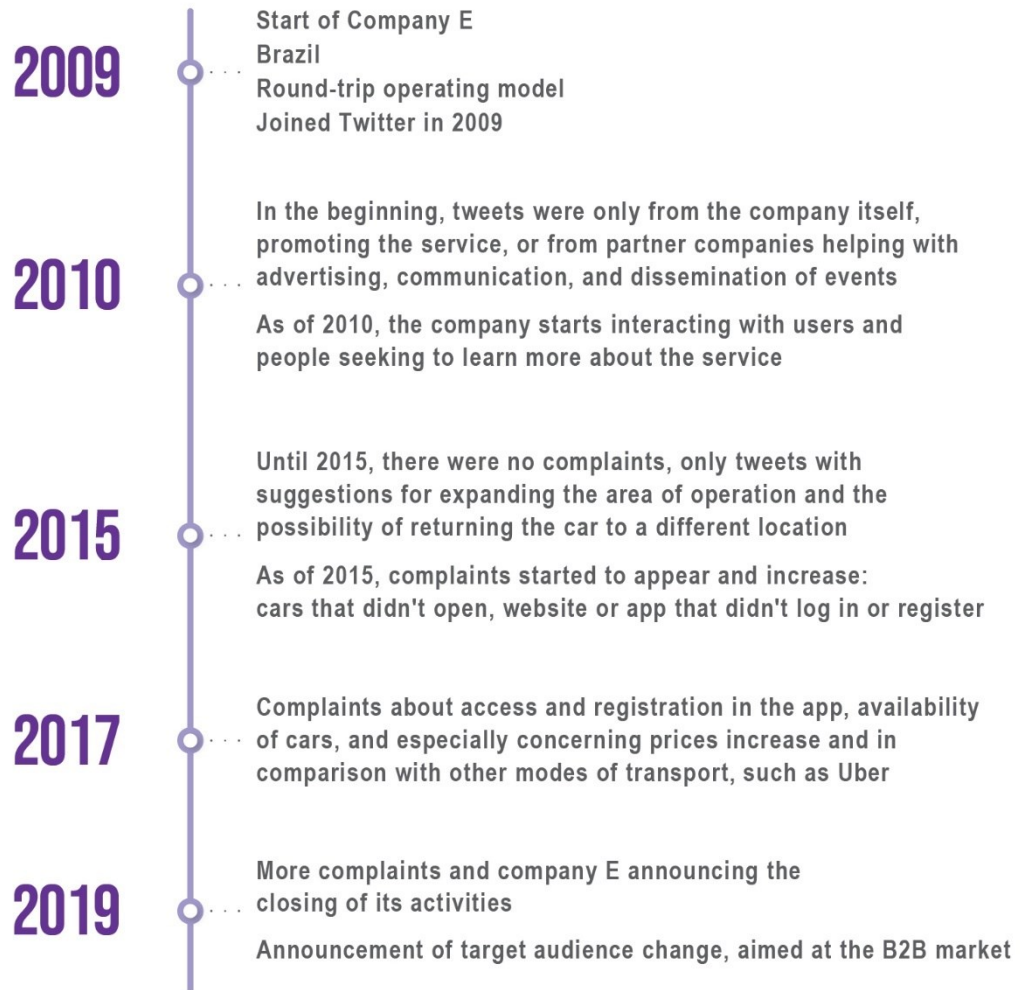 2009
Start of Company E
Brazil
Round-trip operating model
Joined Twitter in 2009
2010
In the beginning, tweets were only from the company itself,
promoting the service, or from partner companies helping with
advertising, communication, and dissemination of events
As of 2010, the company starts interacting with users and
people seeking to learn more about the service
2015
Until 2015, there were no complaints, only tweets with
suggestions for expanding the area of operation and the
possibility of returning the car to a different location
As of 2015, complaints started to appear and increase:
cars that didn't open, website or app that didn't log in or register
2017
Complaints about access and registration in the app, availability
of cars, and especially concerning prices increase and in
comparison with other modes of transport, such as Uber
2019
More complaints and company E announcing the
closing of its activities
Announcement of target audience change, aimed at the B2B market